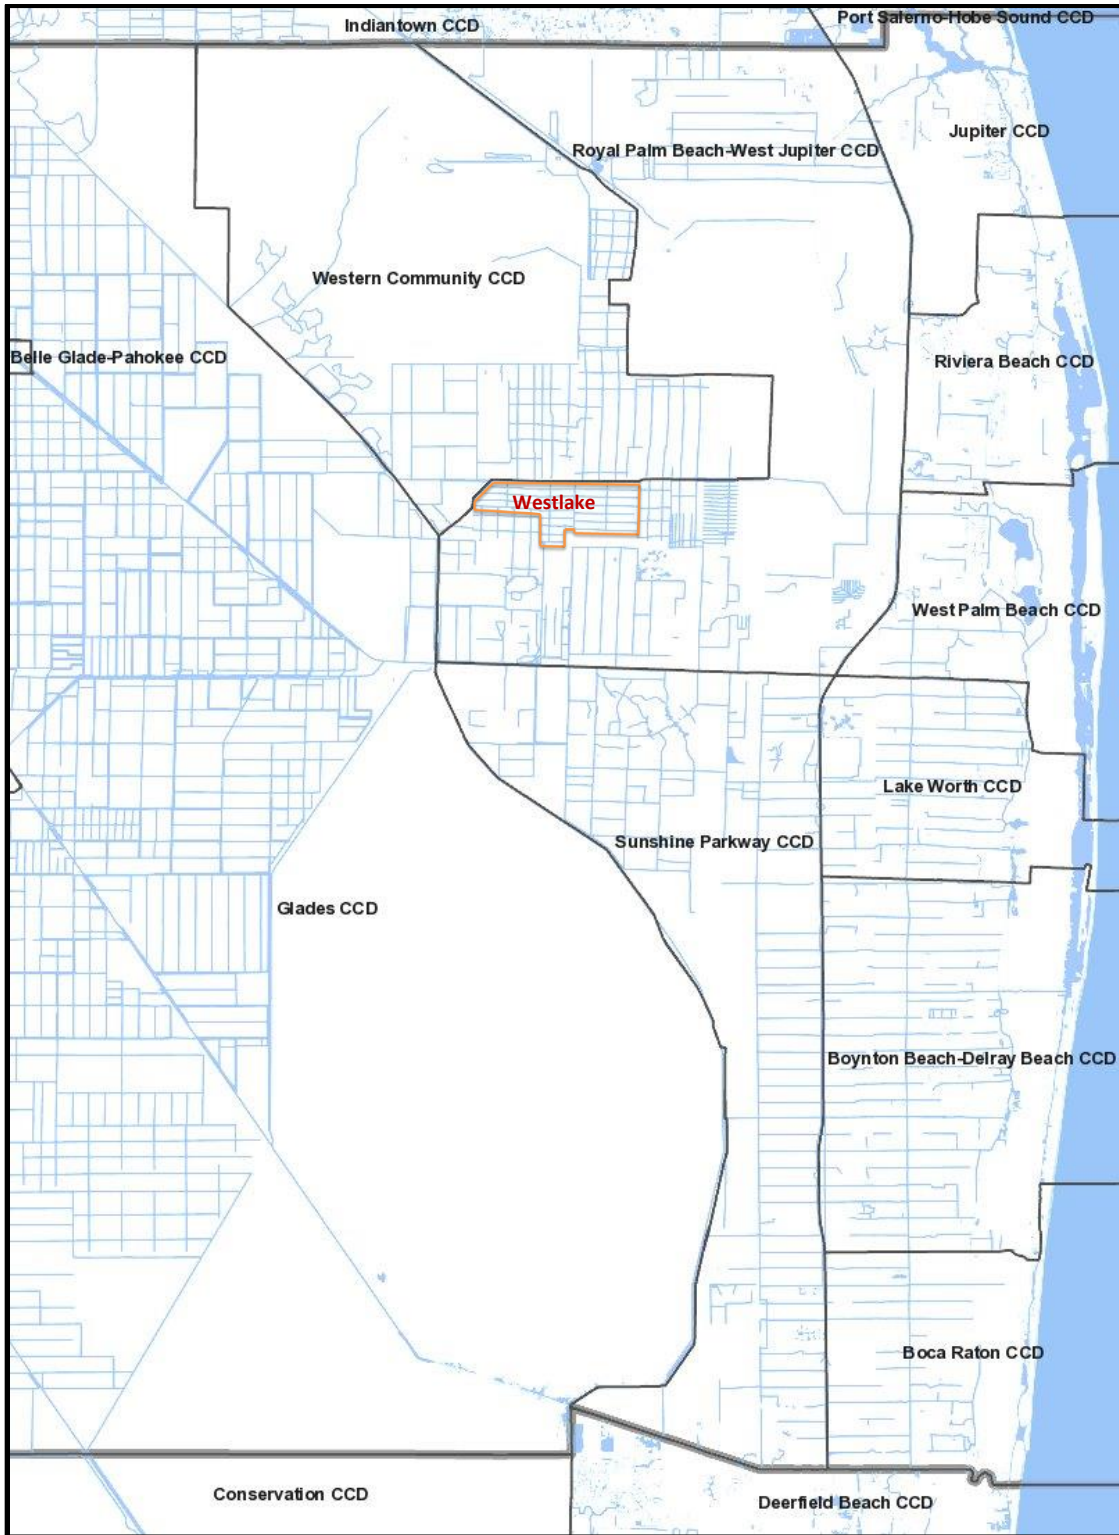 Port Salerno-Hobe Sound CCD
Indiantown CCD
Jupiter CCD
Royal Palm Beach-West Jupiter CCD
Western Community CCD
Belle Glade-Pahokee CCD
Riviera Beach CCD
Westlake
West Palm Beach CCD
Lake Worth CCD
Sunshine Parkway CCD
Glades CCD
Boynton Beach-Delray Beach CCD
Boca Raton CCD
Conservation CCD
Deerfield Beach CCD